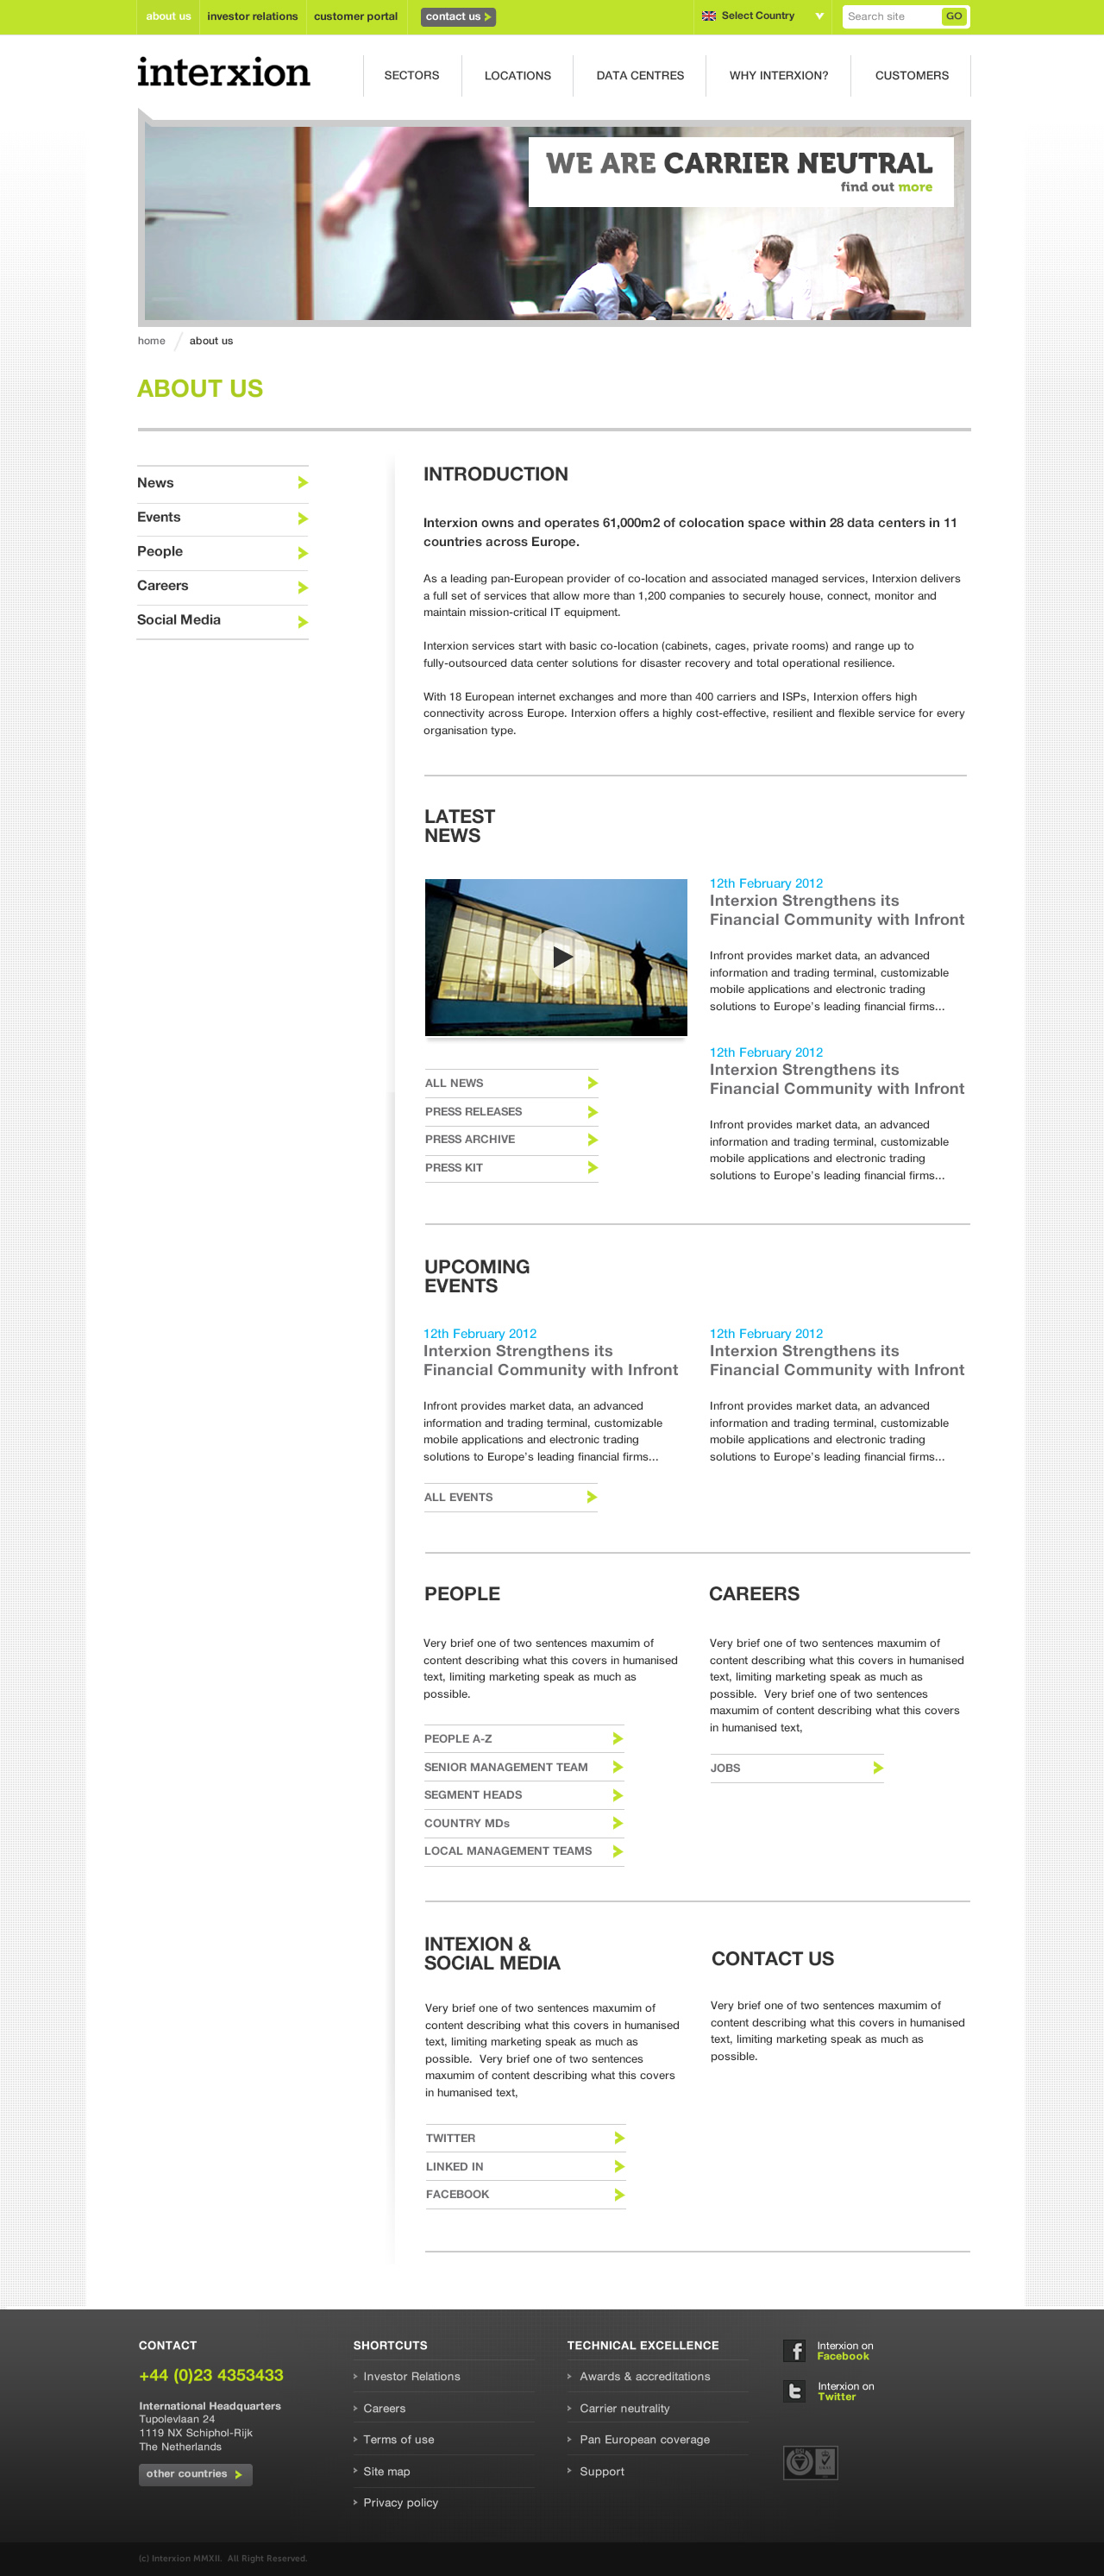 about us investor relations customer portal contact us Select Country Search site GO
interxion SECTORS LOCATIONS DATA CENTRES WHY INTERXION? CUSTOMERS
WE ARE CARRIER NEUTRAL
find out more
home about us
ABOUT US
News
Events
People
Careers
Social Media
INTRODUCTION
Interxion owns and operates 61,000m2 of colocation space within 28 data centers in 11
countries across Europe.
As a leading pan-European provider of co-location and associated managed services, Interxion delivers
a full set of services that allow more than 1,200 companies to securely house, connect, monitor and
maintain mission-critical IT equipment.
Interxion services start with basic co-location (cabinets, cages, private rooms) and range up to
fully-outsourced data center solutions for disaster recovery and total operational resilience.
With 18 European internet exchanges and more than 400 carriers and ISPs, Interxion offers high
connectivity across Europe. Interxion offers a highly cost-effective, resilient and flexible service for every
organisation type.
LATEST
NEWS
12th February 2012
Interxion Strengthens its
Financial Community with Infront
Infront provides market data, an advanced
information and trading terminal, customizable
mobile applications and electronic trading
solutions to Europe's leading financial firms...
12th February 2012
Interxion Strengthens its
Financial Community with Infront
Infront provides market data, an advanced
information and trading terminal, customizable
mobile applications and electronic trading
solutions to Europe's leading financial firms...
ALL NEWS
PRESS RELEASES
PRESS ARCHIVE
PRESS KIT
UPCOMING
EVENTS
12th February 2012
Interxion Strengthens its
Financial Community with Infront
Infront provides market data, an advanced
information and trading terminal, customizable
mobile applications and electronic trading
solutions to Europe's leading financial firms...
ALL EVENTS
12th February 2012
Interxion Strengthens its
Financial Community with Infront
Infront provides market data, an advanced
information and trading terminal, customizable
mobile applications and electronic trading
solutions to Europe's leading financial firms...
PEOPLE
Very brief one of two sentences maxumim of
content describing what this covers in humanised
text, limiting marketing speak as much as
possible.
PEOPLE A-Z
SENIOR MANAGEMENT TEAM
SEGMENT HEADS
COUNTRY MDs
LOCAL MANAGEMENT TEAMS
CAREERS
Very brief one of two sentences maxumim of
content describing what this covers in humanised
text, limiting marketing speak as much as
possible. Very brief one of two sentences
maxumim of content describing what this covers
in humanised text,
JOBS
INTEXION &
SOCIAL MEDIA
Very brief one of two sentences maxumim of
content describing what this covers in humanised
text, limiting marketing speak as much as
possible. Very brief one of two sentences
maxumim of content describing what this covers
in humanised text,
TWITTER
LINKED IN
FACEBOOK
CONTACT US
Very brief one of two sentences maxumim of
content describing what this covers in humanised
text, limiting marketing speak as much as
possible.
CONTACT
+44 (0)23 4353433
International Headquarters
Tupolevlaan 24
1119 NX Schiphol-Rijk
The Netherlands
other countries
SHORTCUTS
Investor Relations
Careers
Terms of use
Site map
Privacy policy
TECHNICAL EXCELLENCE
Awards & accreditations
Carrier neutrality
Pan European coverage
Support
Interxion on
Facebook
Interxion on
Twitter
(c) Interxion MMXII. All Right Reserved.